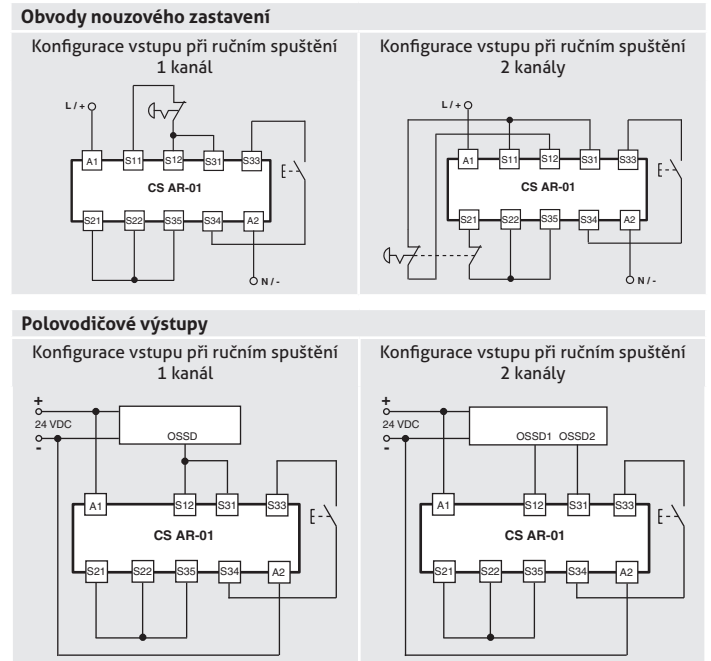 Obvody nouzového zastavení
Konfigurace vstupu při ručním spuštění
1 kanál
L / +
A1 S11 S12 S31 S33
CS AR-01
S21 S22 S35 S34 A2
N / -
Konfigurace vstupu při ručním spuštění
2 kanály
L / +
A1 S11 S12 S31 S33
CS AR-01
S21 S22 S35 S34 A2
N / -
Polovodičové výstupy
Konfigurace vstupu při ručním spuštění
1 kanál
+
24 VDC
-
OSSD
A1 S12 S31 S33
CS AR-01
S21 S22 S35 S34 A2
Konfigurace vstupu při ručním spuštění
2 kanály
+
24 VDC
-
OSSD1 OSSD2
A1 S12 S31 S33
CS AR-01
S21 S22 S35 S34 A2